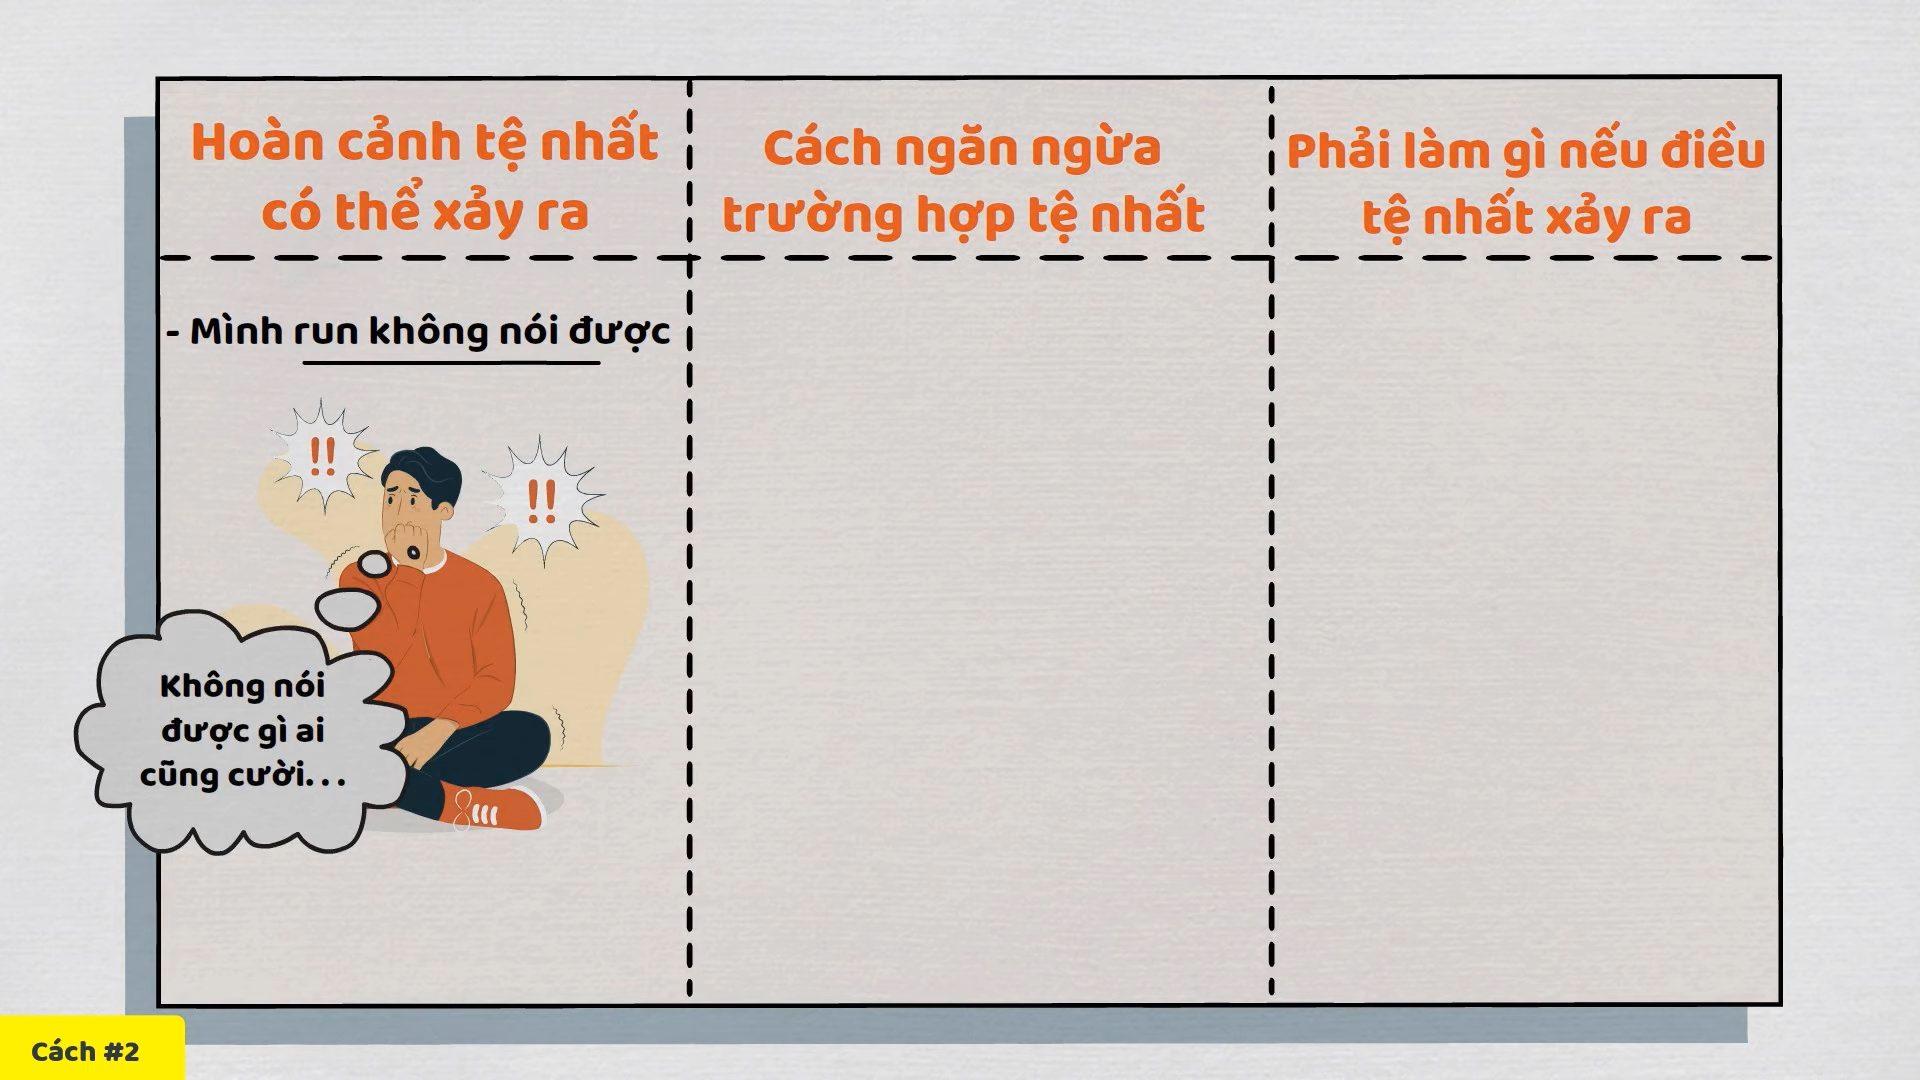 Hoàn cảnh tệ nhất
có thể xảy ra
Cách ngăn ngừa
trường hợp tệ nhất
Phải làm gì nếu điều
tệ nhất xảy ra
- Mình run không nói được
!!
!!
Không nói
được gì ai
cũng cười...
Cách #2